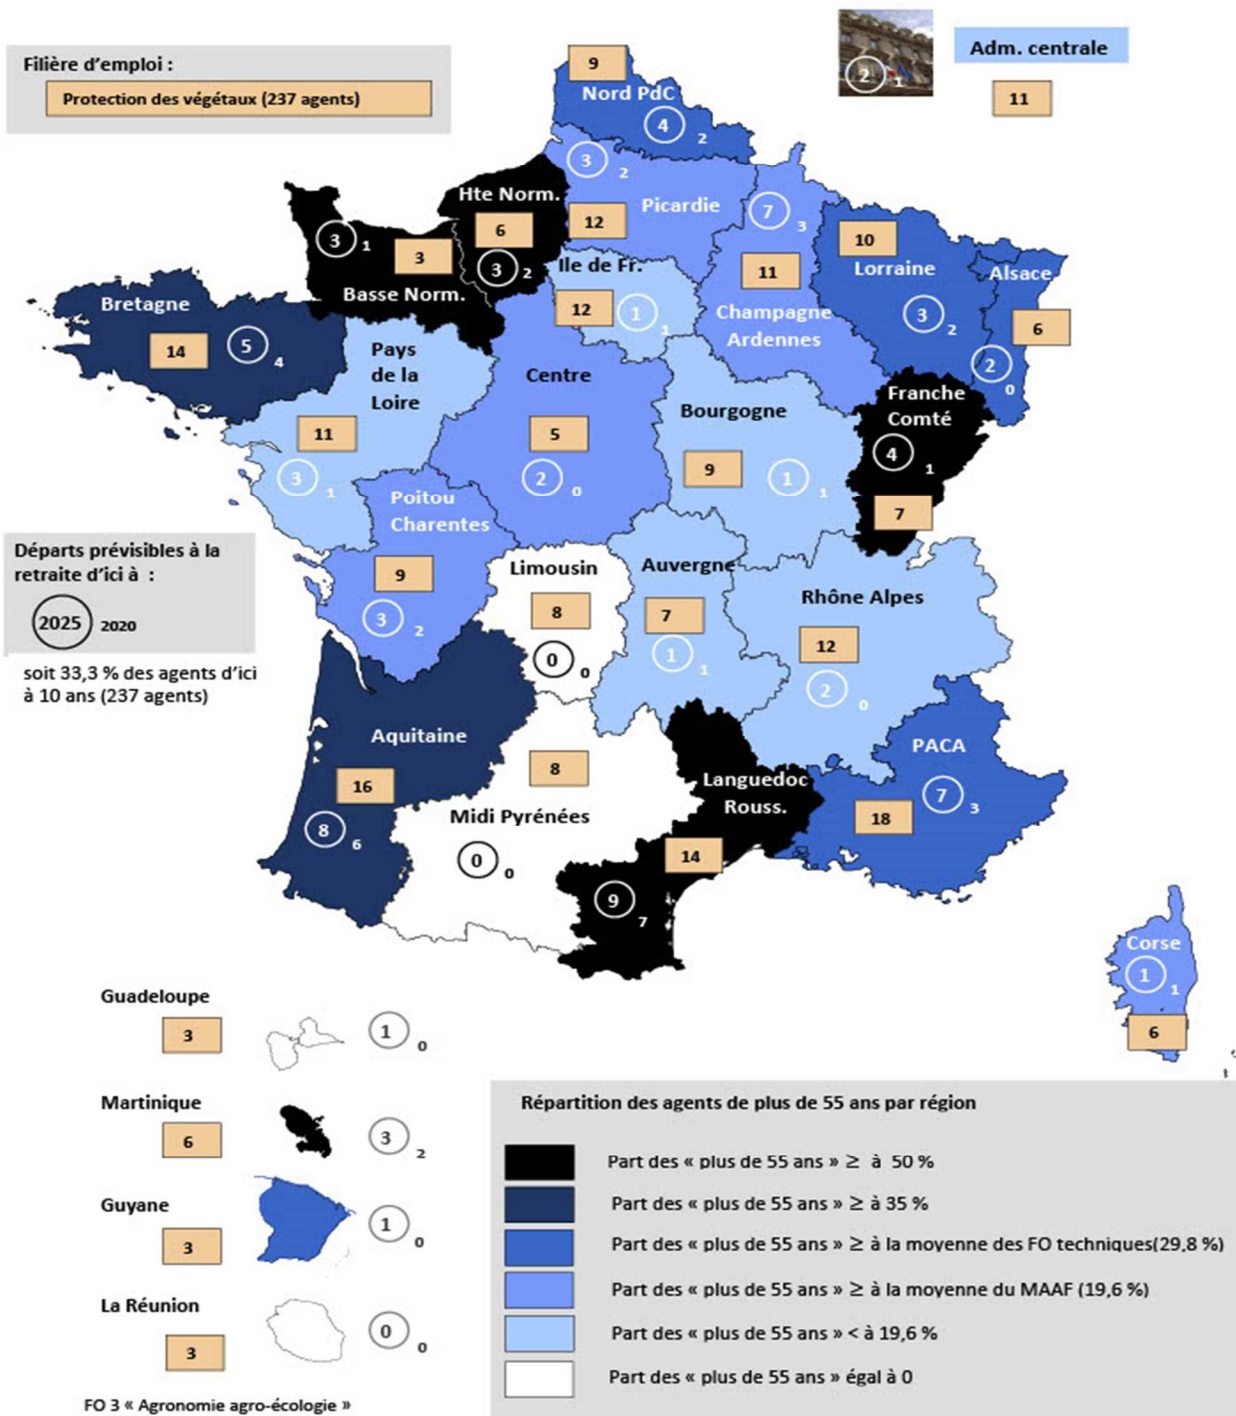 Filière d'emploi :
Protection des végétaux (237 agents)
2 1
Adm. centrale
11
9
Nord PdC
4 2
3 2
Picardie
12
Hte Norm.
6
3 2
3 1
3
Basse Norm.
7 3
11
Champagne
Ardennes
10
Lorraine
3 2
Alsace
6
2 0
Ile de Fr.
12
1 1
Bretagne
14
5 4
Pays
de la
Loire
11
3 1
Centre
5
2 0
Bourgogne
9
1 1
Franche
Comté
4 1
7
Poitou
Charentes
9
3 2
Départs prévisibles à la
retraite d'ici à :
2025 2020
soit 33,3 % des agents d'ici
à 10 ans (237 agents)
Limousin
8
0 0
Auvergne
7
1 1
Rhône Alpes
12
2 0
Aquitaine
16
8 6
8
Midi Pyrénées
0 0
Languedoc
Rouss.
14
9 7
PACA
7 3
18
Corse
1 1
6
Guadeloupe
3
1 0
Martinique
6
3 2
Guyane
3
1 0
La Réunion
3
0 0
FO 3 « Agronomie agro-écologie »
Répartition des agents de plus de 55 ans par région
Part des « plus de 55 ans » ≥ à 50 %
Part des « plus de 55 ans » ≥ à 35 %
Part des « plus de 55 ans » ≥ à la moyenne des FO techniques(29,8 %)
Part des « plus de 55 ans » ≥ à la moyenne du MAAF (19,6 %)
Part des « plus de 55 ans » < à 19,6 %
Part des « plus de 55 ans » égal à 0